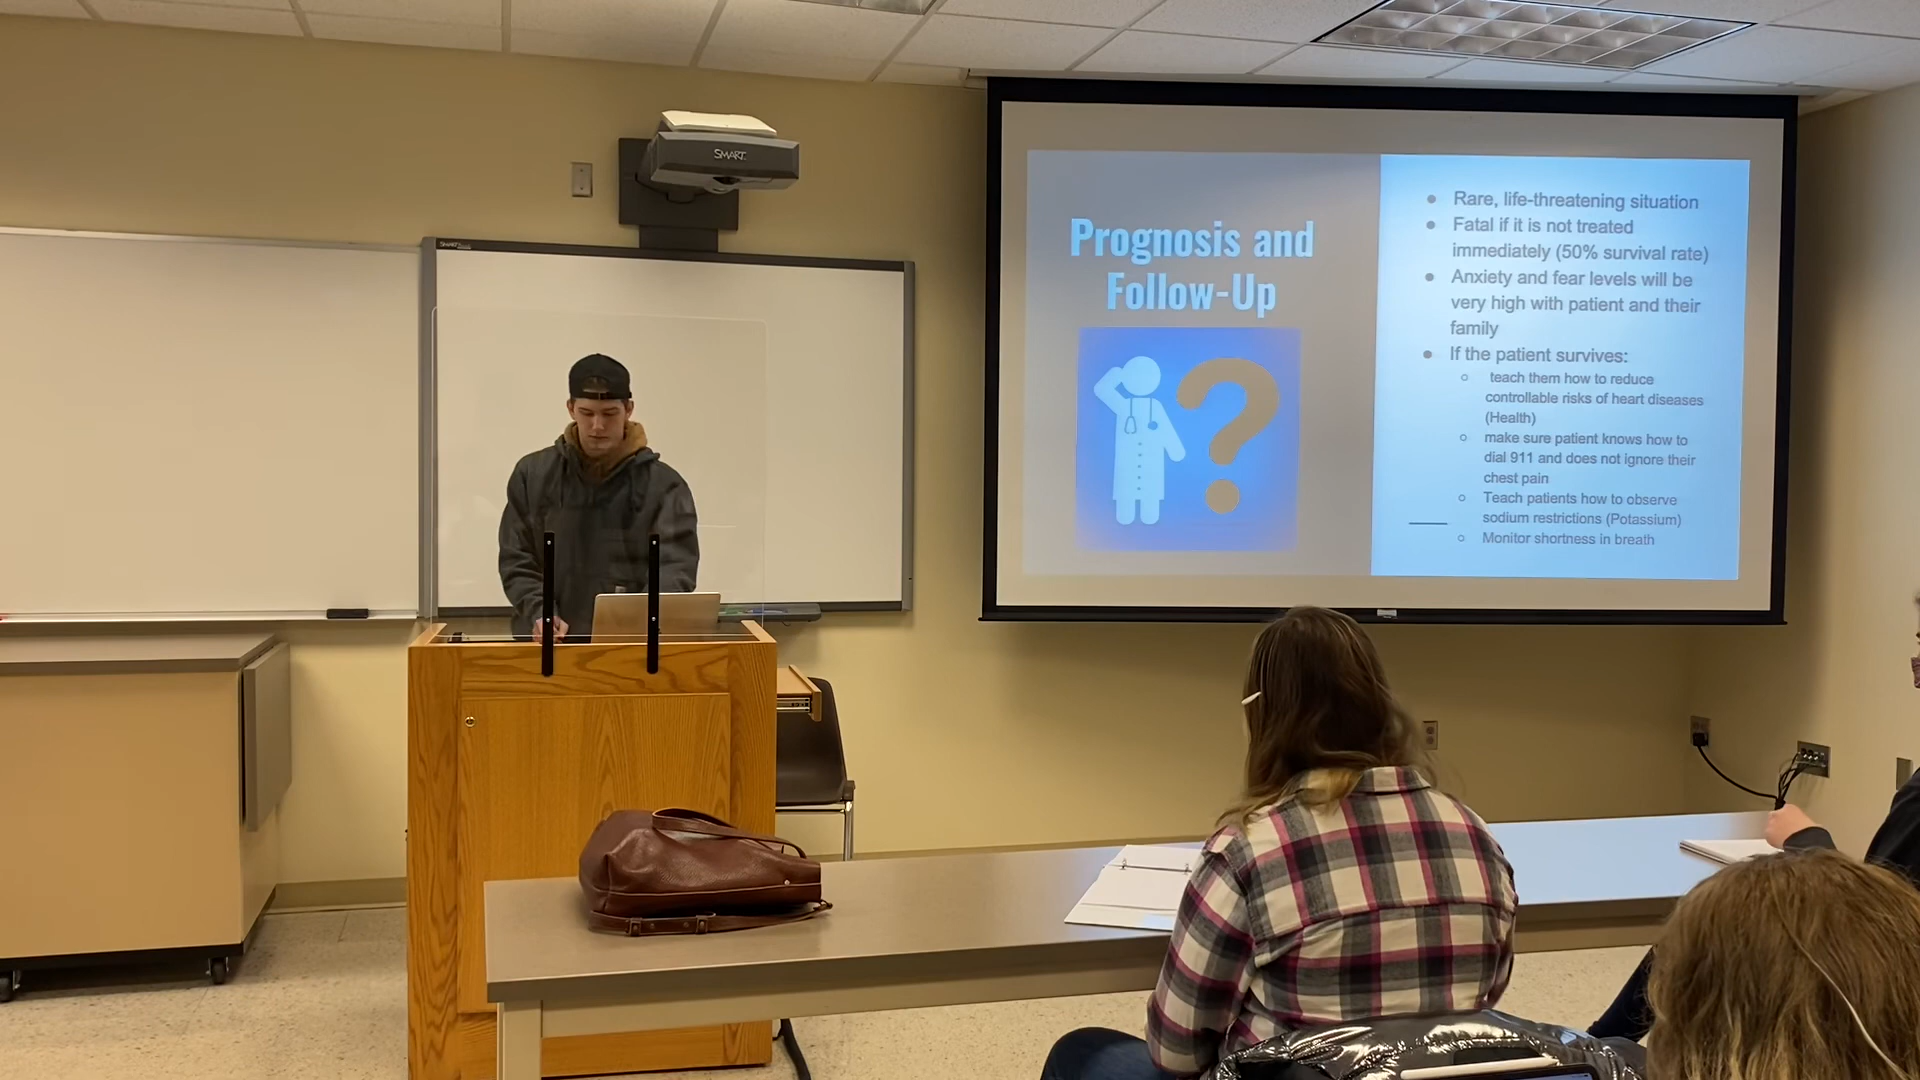 SMART
SMART
Prognosis and
Follow-Up
Rare, life-threatening situation
Fatal if it is not treated
immediately (50% survival rate)
Anxiety and fear levels will be
very high with patient and their
family
If the patient survives:
teach them how to reduce
controllable risks of heart diseases
(Health)
make sure patient knows how to
dial 911 and does not ignore their
chest pain
Teach patients how to observe
sodium restrictions (Potassium)
Monitor shortness in breath